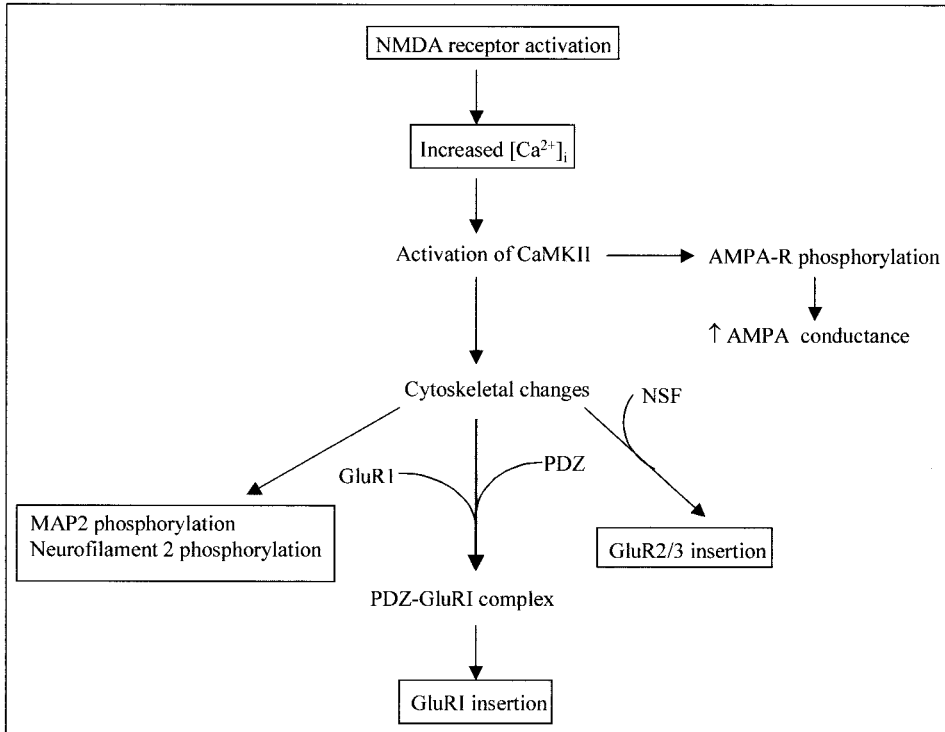 NMDA receptor activation
Increased [Ca²⁺]ᵢ
Activation of CaMKII
AMPA-R phosphorylation
↑ AMPA conductance
Cytoskeletal changes
NSF
GluR1
PDZ
MAP2 phosphorylation
Neurofilament 2 phosphorylation
GluR2/3 insertion
PDZ-GluRI complex
GluRI insertion